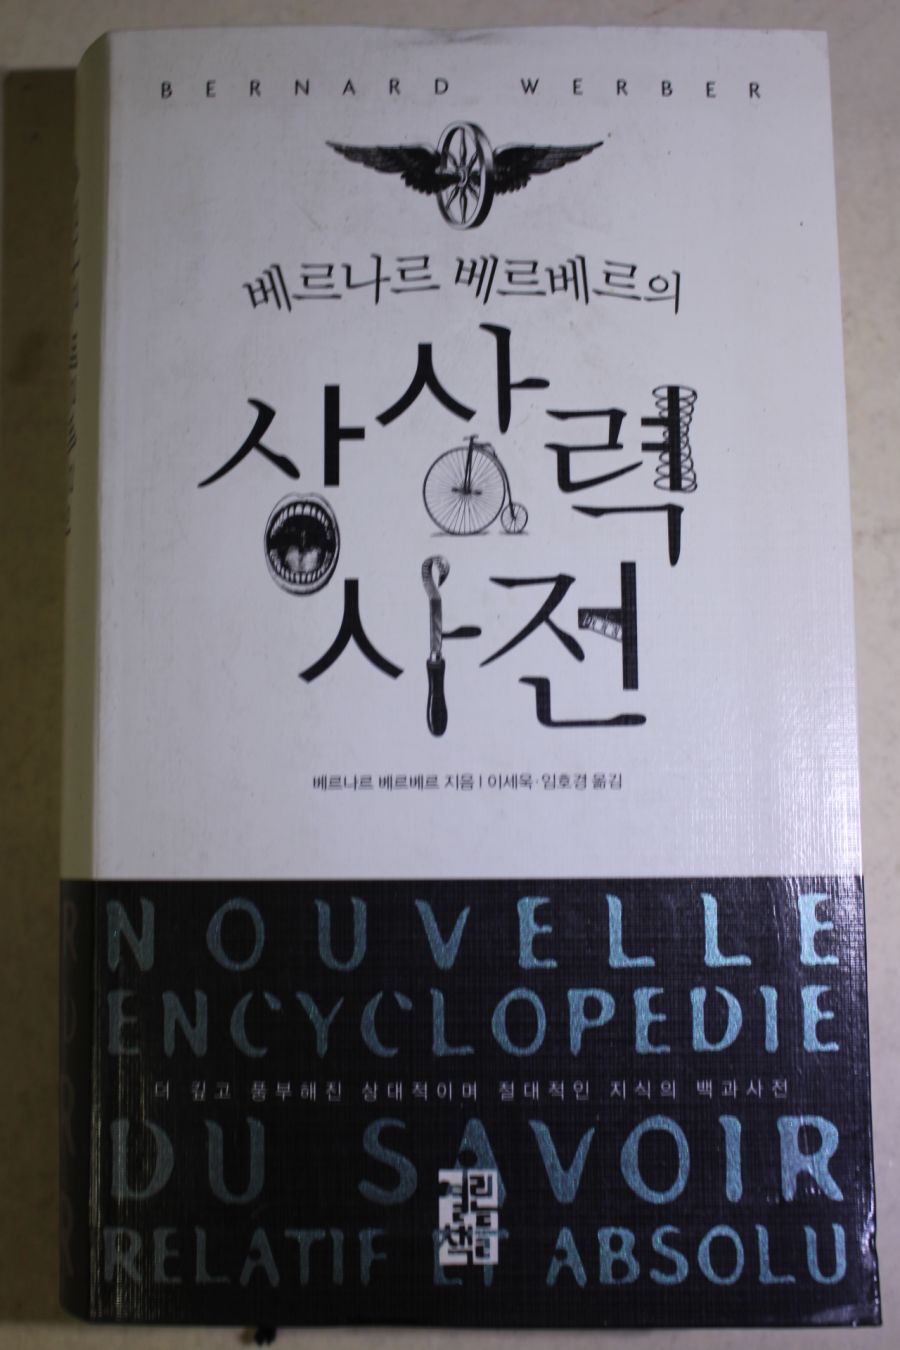 BERNARD WERBER
베르나르 베르베르의
상상력
사전
베르나르 베르베르 지음 | 이세욱·임호경 옮김
NOUVELLE
ENCYCLOPEDIE
더 깊고 풍부해진 상대적이며 절대적인 지식의 백과사전
DU SAVOIR
RELATIF ET ABSOLU
열린책들